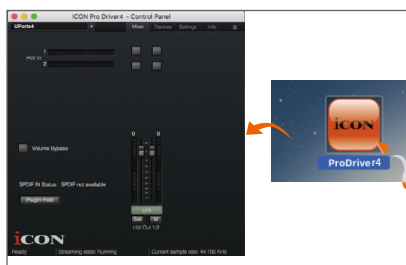 ICON Pro Driver4 - Control Panel
UPorts4 Mixer Devices Settings Info
HW In 1
2
0 0
Volume Bypass
SPDIF IN Status: SPDIF not available
Plugin Host
Link
M
HW Out 1/2
iCON
Ready Streaming state: Running Current sample rate: 44.100 KHz
iCON
ProDriver4